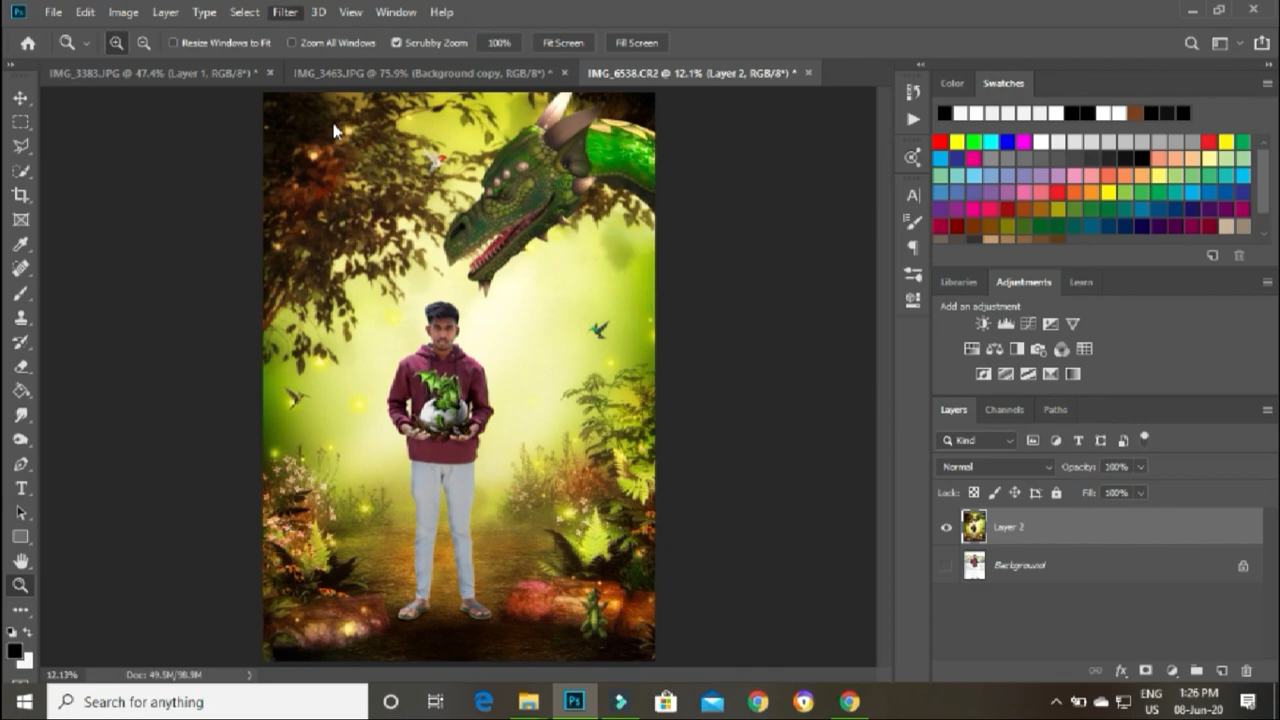 Ps File Edit Image Layer Type Select Filter 3D View Window Help
Resize Windows to Fit Zoom All Windows Scrubby Zoom 100% Fit Screen Fill Screen
IMG_3383.JPG @ 47.4% (Layer 1, RGB/8*) * × IMG_3463.JPG @ 75.9% (Background copy, RGB/8*) * × IMG_6538.CR2 @ 12.1% (Layer 2, RGB/8*) * ×
Color Swatches
Libraries Adjustments Learn
Add an adjustment
Layers Channels Paths
Kind
Normal Opacity: 100%
Lock: Fill: 100%
Layer 2
Background
12.13% Doc: 49.5M/98.9M
Search for anything
Ps
ENG
US
1:26 PM
08-Jun-20